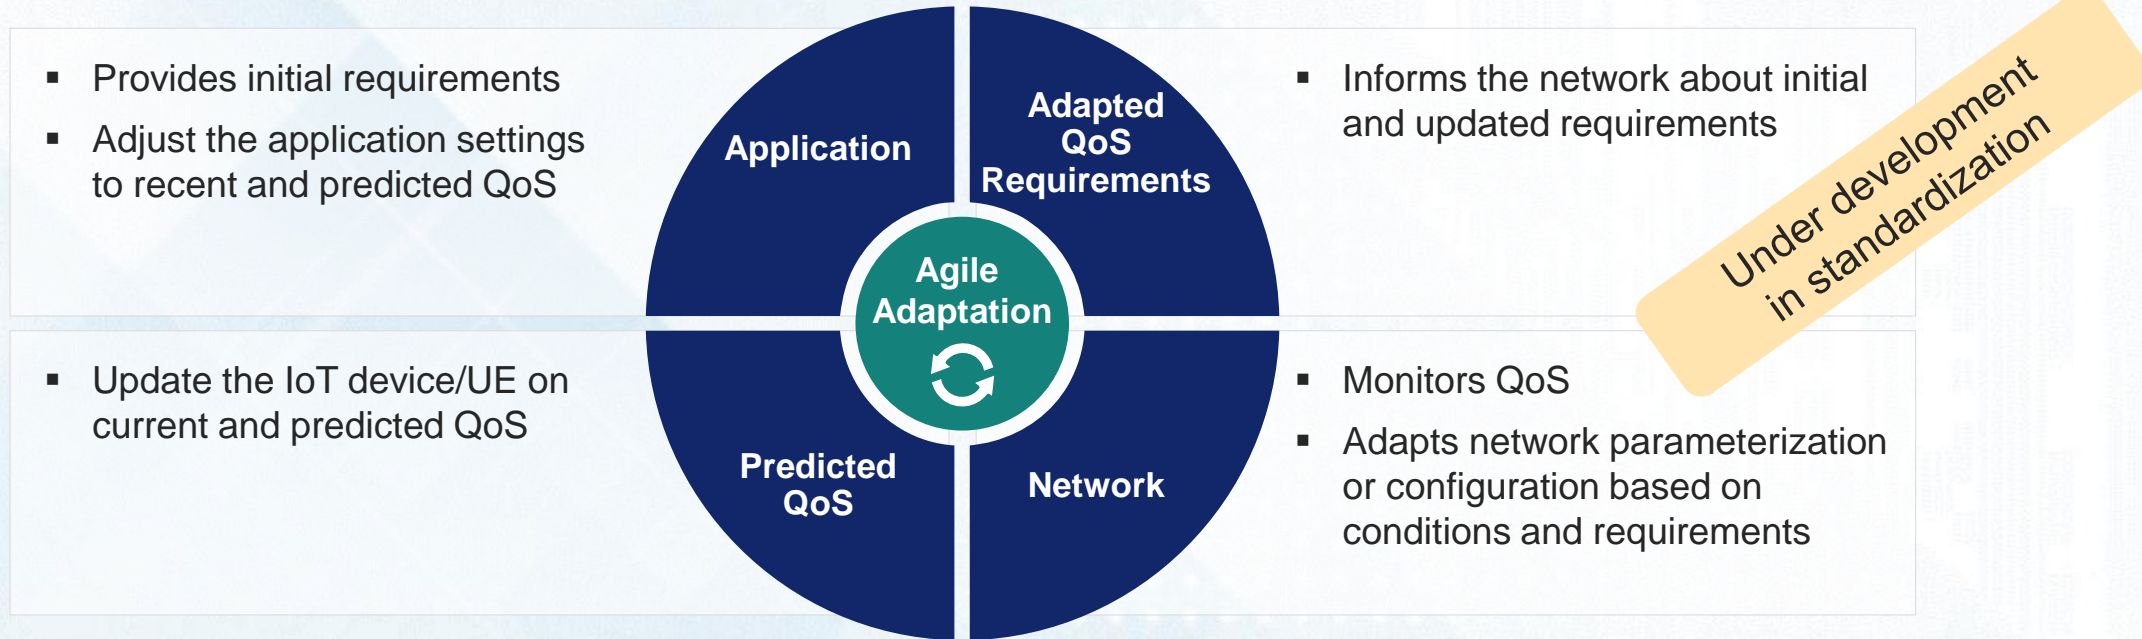 ▪ Provides initial requirements
▪ Adjust the application settings
to recent and predicted QoS
Application
Adapted
QoS
Requirements
▪ Informs the network about initial
and updated requirements
Under development
in standardization
Agile
Adaptation
▪ Update the IoT device/UE on
current and predicted QoS
Predicted
QoS
Network
▪ Monitors QoS
▪ Adapts network parameterization
or configuration based on
conditions and requirements